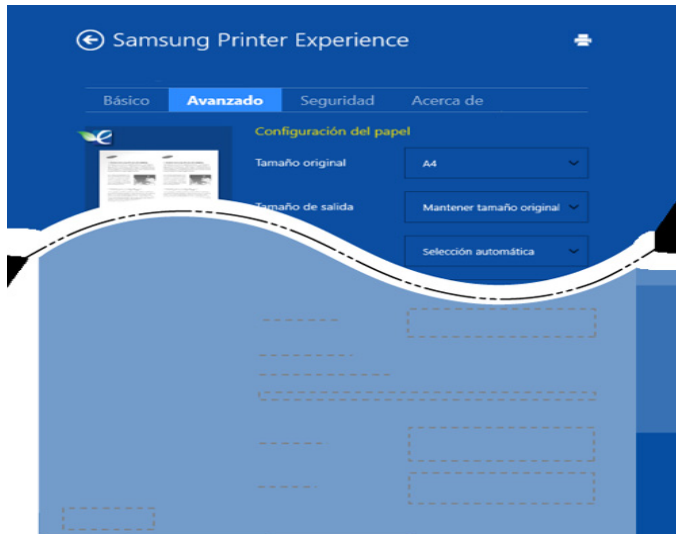 Samsung Printer Experience
Básico Avanzado Seguridad Acerca de
Configuración del papel
Tamaño original A4
Tamaño de salida Mantener tamaño original
Selección automática